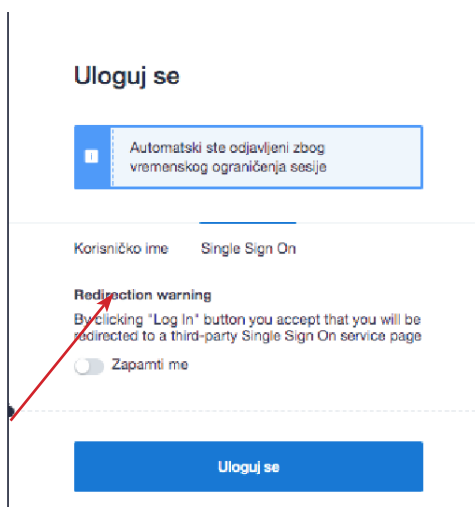 Uloguj se
Automatski ste odjavljeni zbog
vremenskog ograničenja sesije
Korisničko ime Single Sign On
Redirection warning
By clicking "Log In" button you accept that you will be
redirected to a third-party Single Sign On service page
Zapamti me
Uloguj se